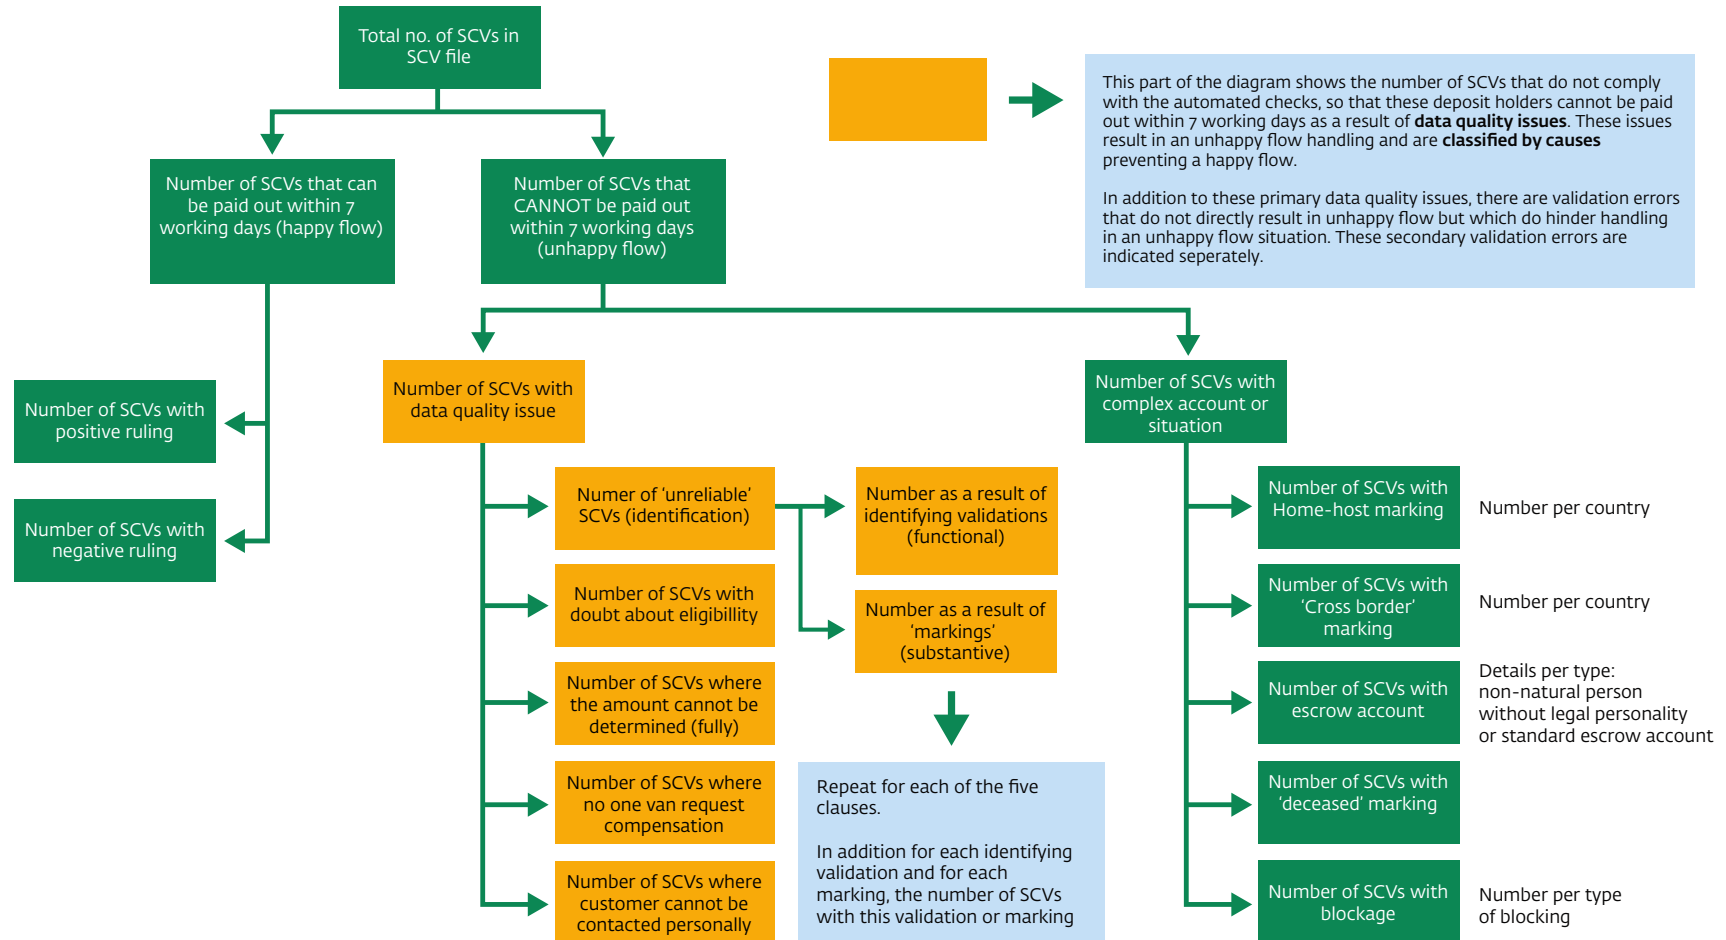 Total no. of SCVs in
SCV file
This part of the diagram shows the number of SCVs that do not comply
with the automated checks, so that these deposit holders cannot be paid
out within 7 working days as a result of data quality issues. These issues
result in an unhappy flow handling and are classified by causes
preventing a happy flow.
In addition to these primary data quality issues, there are validation errors
that do not directly result in unhappy flow but which do hinder handling
in an unhappy flow situation. These secondary validation errors are
indicated seperately.
Number of SCVs that can
be paid out within 7
working days (happy flow)
Number of SCVs that
CANNOT be paid out
within 7 working days
(unhappy flow)
Number of SCVs with
positive ruling
Number of SCVs with
negative ruling
Number of SCVs with
data quality issue
Number of SCVs with
complex account or
situation
Numer of ‘unreliable’
SCVs (identification)
Number as a result of
identifying validations
(functional)
Number of SCVs with
doubt about eligibillity
Number as a result of
‘markings’
(substantive)
Number of SCVs where
the amount cannot be
determined (fully)
Number of SCVs where
no one van request
compensation
Number of SCVs where
customer cannot be
contacted personally
Repeat for each of the five
clauses.
In addition for each identifying
validation and for each
marking, the number of SCVs
with this validation or marking
Number of SCVs with
Home-host marking
Number per country
Number of SCVs with
‘Cross border’
marking
Number per country
Number of SCVs with
escrow account
Details per type:
non-natural person
without legal personality
or standard escrow account
Number of SCVs with
‘deceased’ marking
Number of SCVs with
blockage
Number per type
of blocking